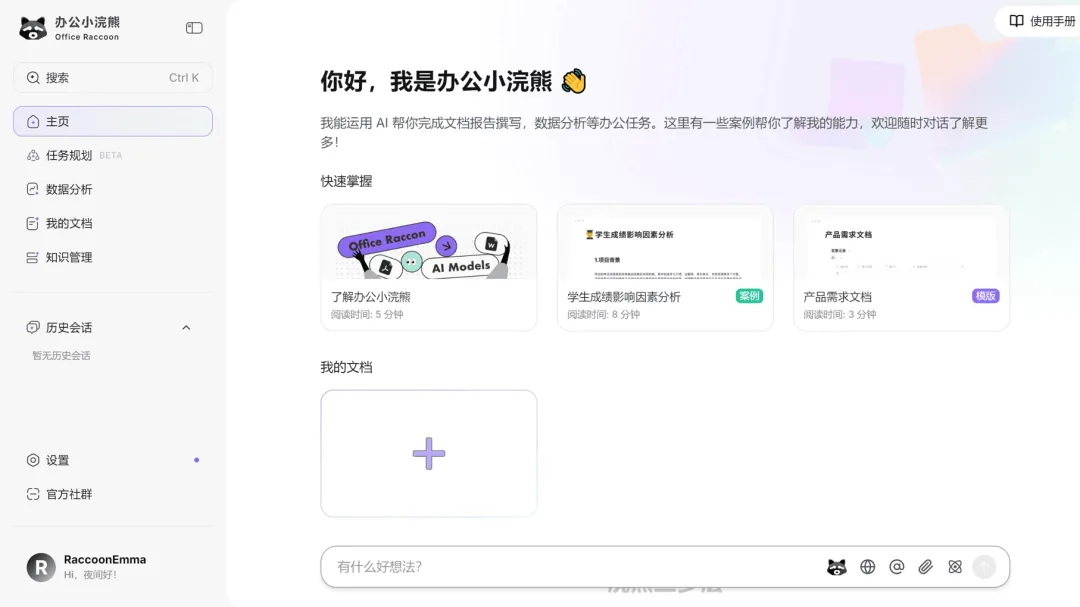 办公小浣熊
Office Raccoon
搜索
Ctrl K
主页
任务规划 BETA
数据分析
我的文档
知识管理
历史会话
暂无历史会话
设置
官方社群
R
RaccoonEmma
Hi，夜间好！
使用手册
你好，我是办公小浣熊
我能运用 AI 帮你完成文档报告撰写，数据分析等办公任务。这里有一些案例帮你了解我的能力，欢迎随时对话了解更
多！
快速掌握
Office Raccon
W
AI Models
了解办公小浣熊
阅读时间: 5 分钟
学生成绩影响因素分析
1.项目背景
学生成绩影响因素分析
案例
阅读时间: 8 分钟
产品需求文档
产品需求文档
模版
阅读时间: 3 分钟
我的文档
有什么好想法？